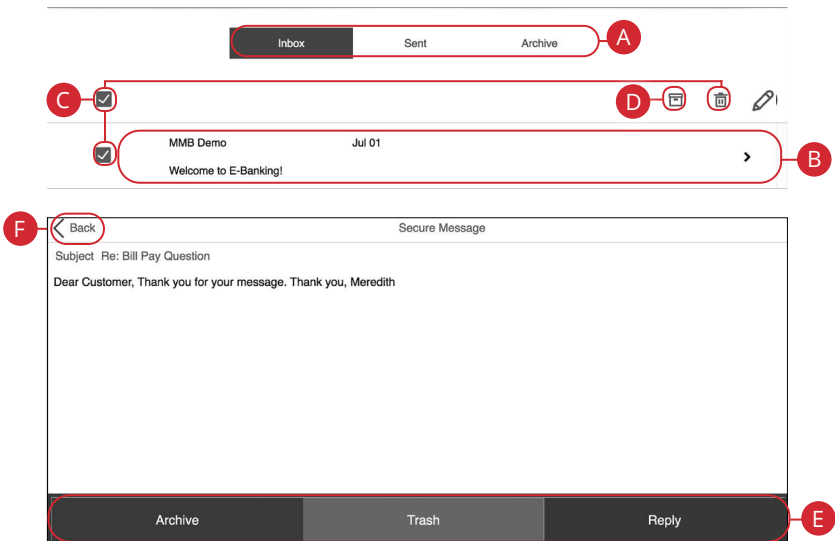 Inbox Sent Archive A
C D
MMB Demo Jul 01
Welcome to E-Banking!
B
F Back Secure Message
Subject Re: Bill Pay Question
Dear Customer, Thank you for your message. Thank you, Meredith
Archive Trash Reply E